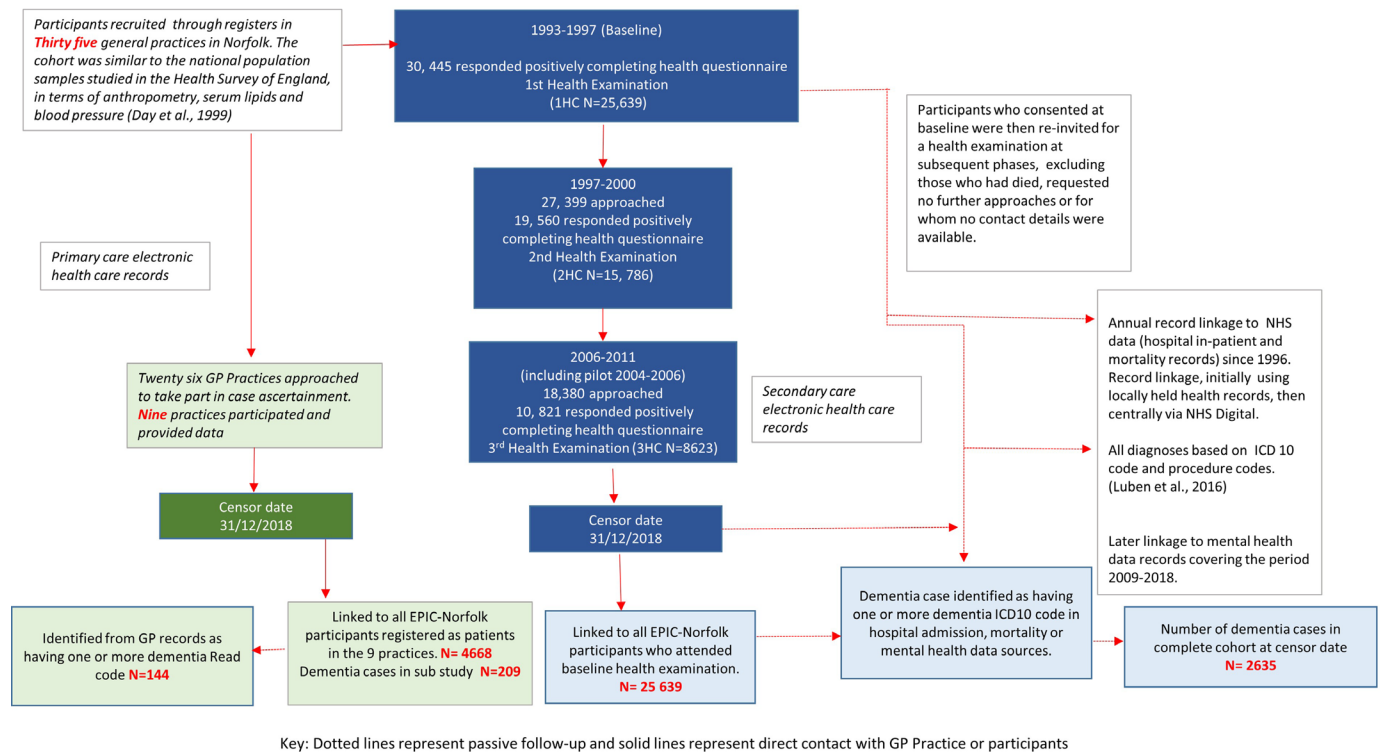 Participants recruited through registers in
Thirty five general practices in Norfolk. The
cohort was similar to the national population
samples studied in the Health Survey of England,
in terms of anthropometry, serum lipids and
blood pressure (Day et al., 1999)
1993-1997 (Baseline)
30, 445 responded positively completing health questionnaire
1st Health Examination
(1HC N=25,639)
Participants who consented at
baseline were then re-invited for
a health examination at
subsequent phases, excluding
those who had died, requested
no further approaches or for
whom no contact details were
available.
1997-2000
27, 399 approached
19, 560 responded positively
completing health questionnaire
2nd Health Examination
(2HC N=15, 786)
Primary care electronic
health care records
Annual record linkage to NHS
data (hospital in-patient and
mortality records) since 1996.
Record linkage, initially using
locally held health records, then
centrally via NHS Digital.
All diagnoses based on ICD 10
code and procedure codes.
(Luben et al., 2016)
Later linkage to mental health
data records covering the period
2009-2018.
2006-2011
(including pilot 2004-2006)
18,380 approached
10, 821 responded positively
completing health questionnaire
3rd Health Examination (3HC N=8623)
Twenty six GP Practices approached
to take part in case ascertainment.
Nine practices participated and
provided data
Secondary care
electronic health care
records
Censor date
31/12/2018
Censor date
31/12/2018
Identified from GP records as
having one or more dementia Read
code N=144
Linked to all EPIC-Norfolk
participants registered as patients
in the 9 practices. N= 4668
Dementia cases in sub study N=209
Linked to all EPIC-Norfolk
participants who attended
baseline health examination.
N= 25 639
Dementia case identified as having
one or more dementia ICD10 code in
hospital admission, mortality or
mental health data sources.
Number of dementia cases in
complete cohort at censor date
N= 2635
Key: Dotted lines represent passive follow-up and solid lines represent direct contact with GP Practice or participants